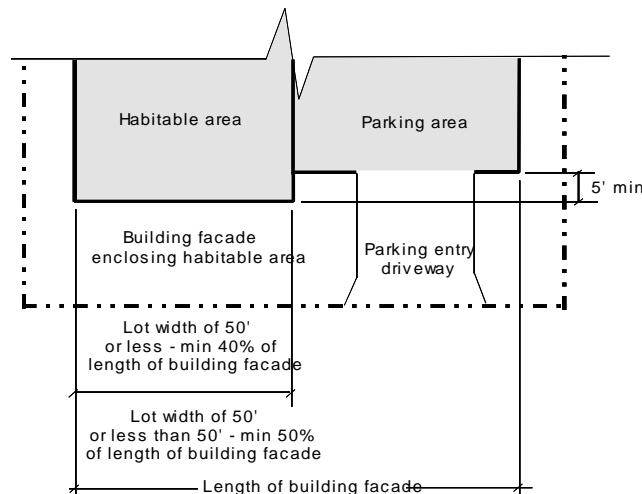 Habitable area
Parking area
5' min
Building facade
enclosing habitable area
Parking entry
driveway
Lot width of 50'
or less - min 40% of
length of building facade
Lot width of 50'
or less than 50' - min 50%
of length of building facade
Length of building facade